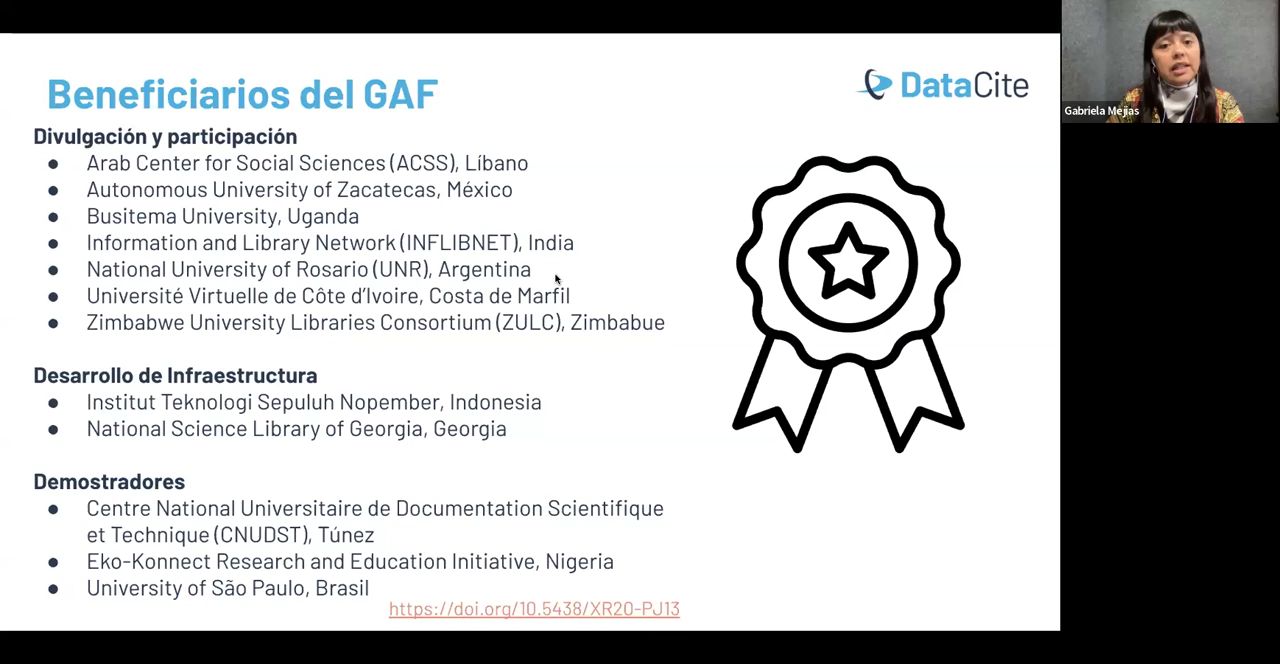 Beneficiarios del GAF
DataCite
Gabriela Mejias
Divulgación y participación
● Arab Center for Social Sciences (ACSS), Líbano
● Autonomous University of Zacatecas, México
● Busitema University, Uganda
● Information and Library Network (INFLIBNET), India
● National University of Rosario (UNR), Argentina
● Université Virtuelle de Côte d’Ivoire, Costa de Marfil
● Zimbabwe University Libraries Consortium (ZULC), Zimbabue
Desarrollo de Infraestructura
● Institut Teknologi Sepuluh Nopember, Indonesia
● National Science Library of Georgia, Georgia
Demostradores
● Centre National Universitaire de Documentation Scientifique
et Technique (CNUDST), Túnez
● Eko-Konnect Research and Education Initiative, Nigeria
● University of São Paulo, Brasil
https://doi.org/10.5438/XR20-PJ13